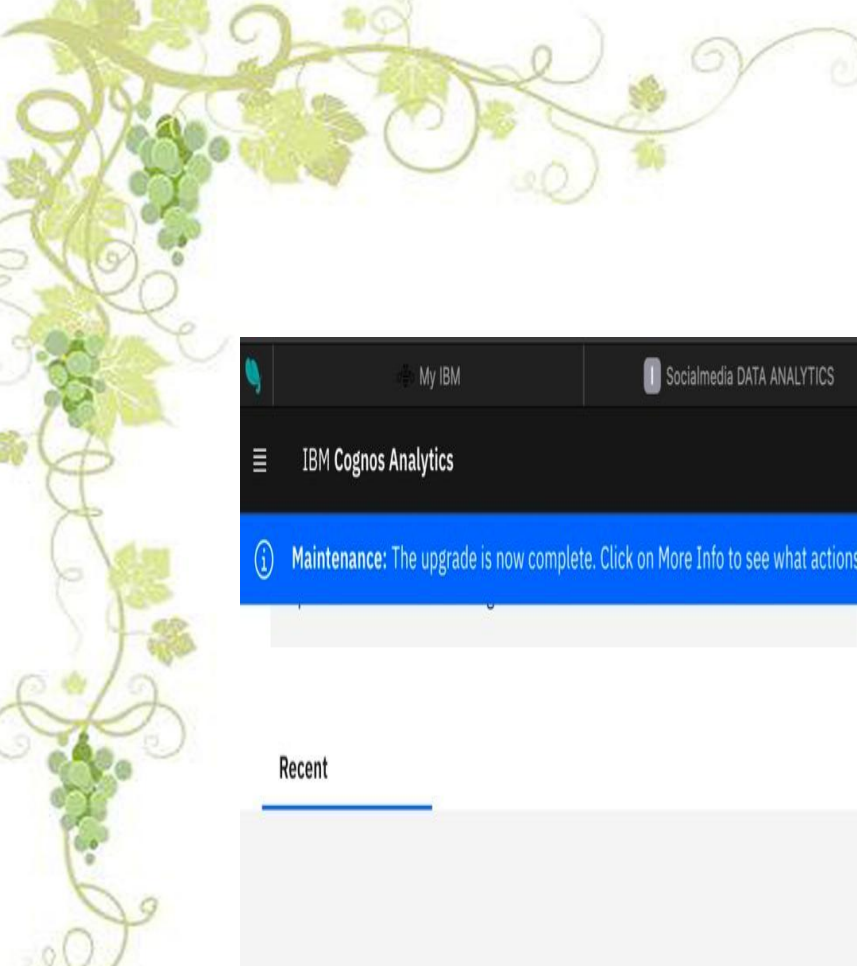 My IBM
Socialmedia DATA ANALYTICS
IBM Cognos Analytics
Maintenance: The upgrade is now complete. Click on More Info to see what actions
Recent